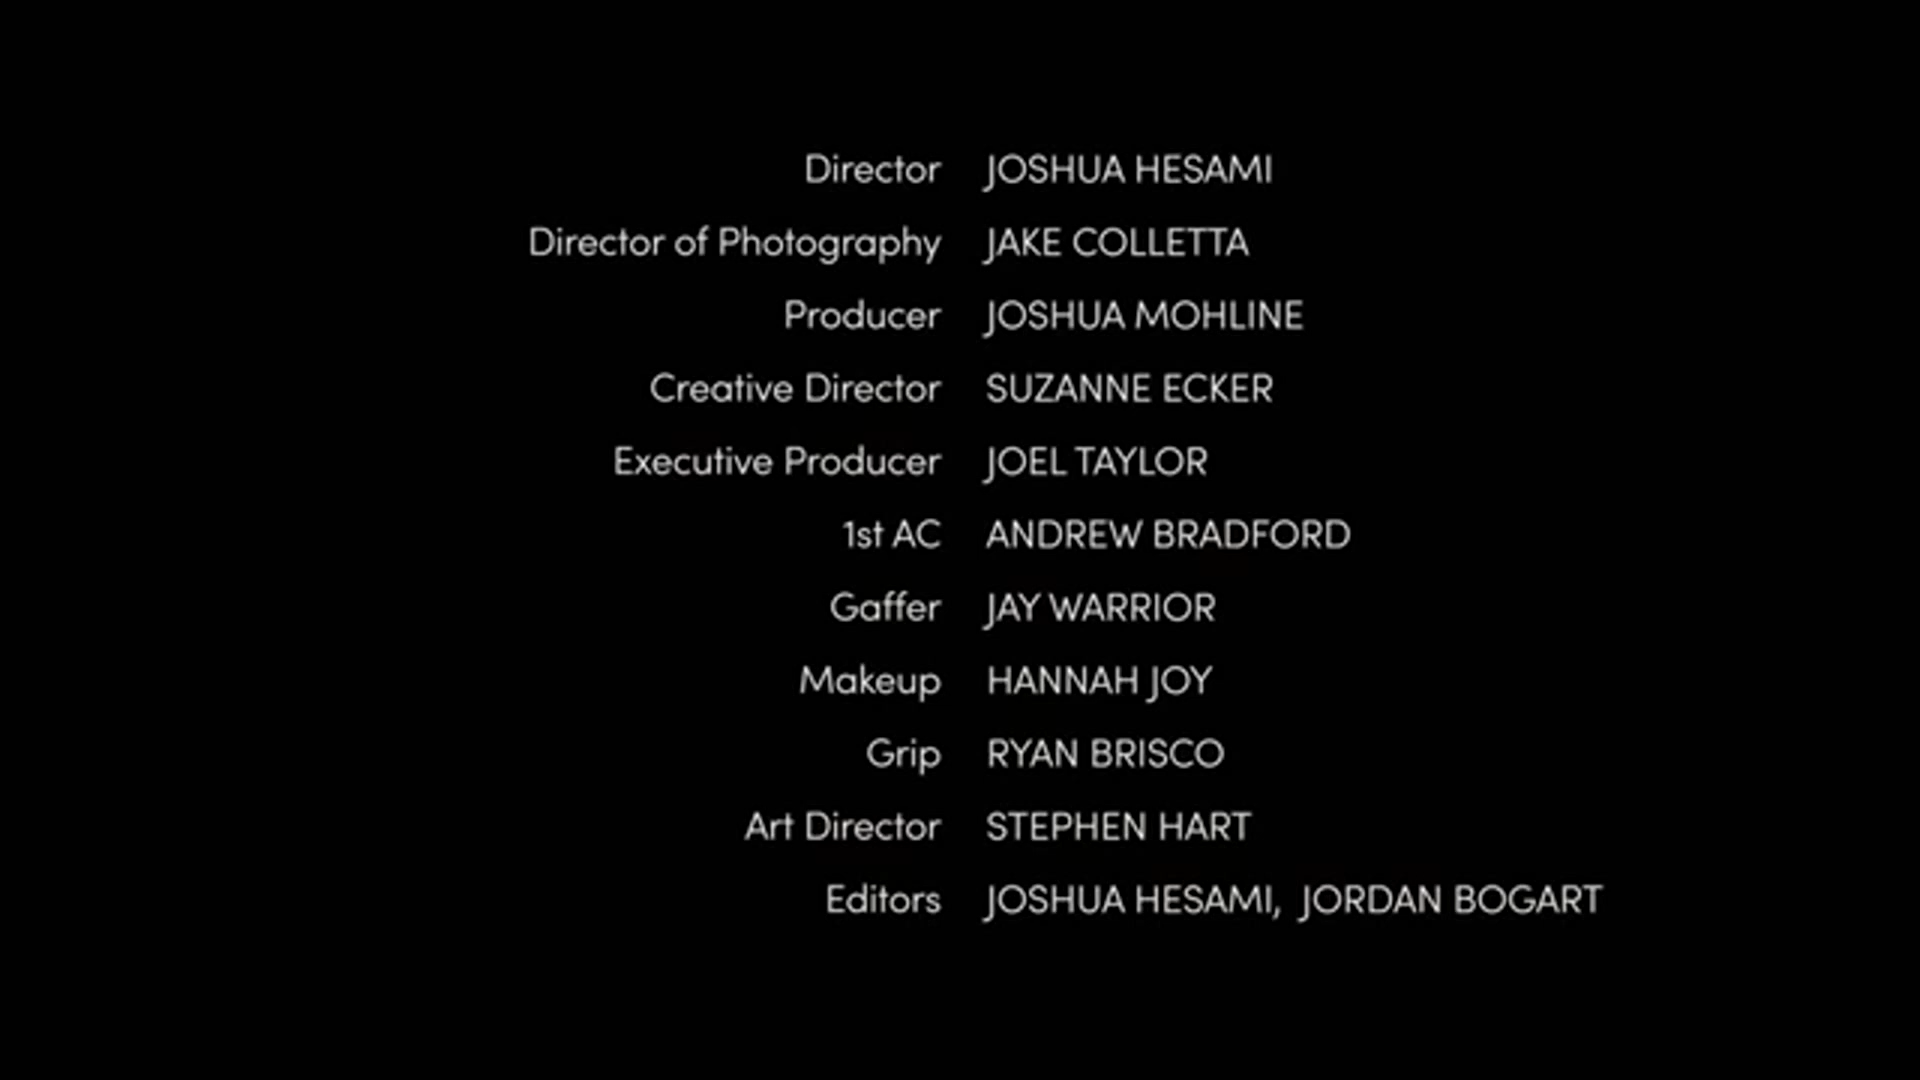 Director JOSHUA HESAMI
Director of Photography JAKE COLLETTA
Producer JOSHUA MOHLINE
Creative Director SUZANNE ECKER
Executive Producer JOEL TAYLOR
1st AC ANDREW BRADFORD
Gaffer JAY WARRIOR
Makeup HANNAH JOY
Grip RYAN BRISCO
Art Director STEPHEN HART
Editors JOSHUA HESAMI, JORDAN BOGART